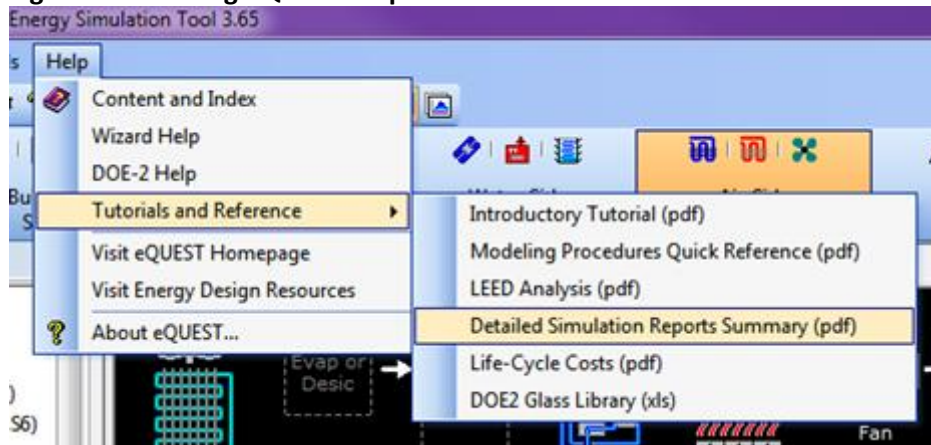 Energy Simulation Tool 3.65
s Help
Content and Index
Wizard Help
DOE-2 Help
Tutorials and Reference
Visit eQUEST Homepage
Visit Energy Design Resources
About eQUEST...
Introductory Tutorial (pdf)
Modeling Procedures Quick Reference (pdf)
LEED Analysis (pdf)
Detailed Simulation Reports Summary (pdf)
Life-Cycle Costs (pdf)
DOE2 Glass Library (xls)
Bu
S
Evap or
Desic
)
S6)
Fan